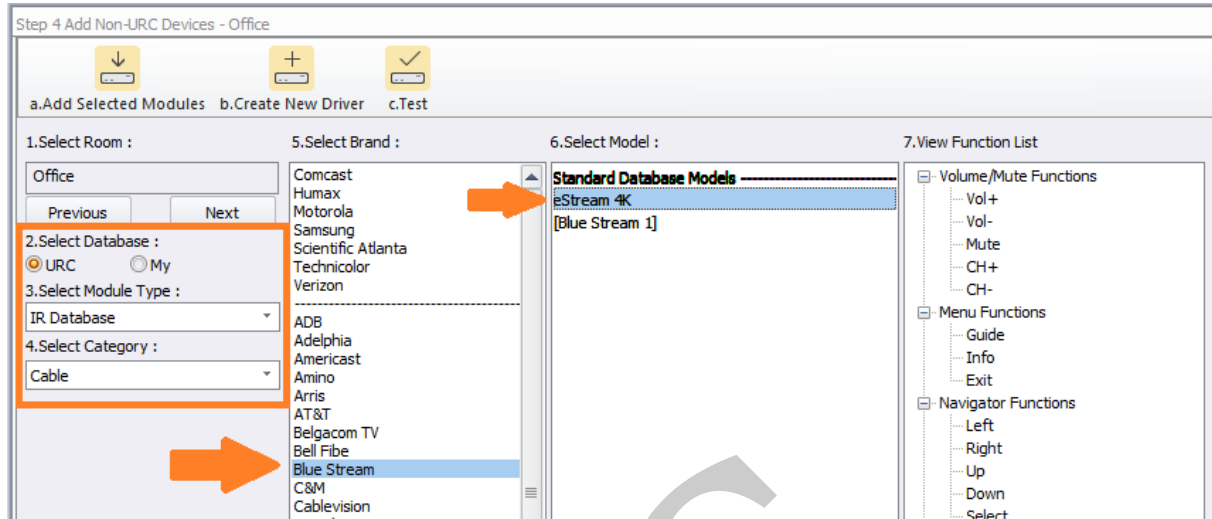 Step 4 Add Non-URC Devices - Office
a.Add Selected Modules b.Create New Driver c.Test
1.Select Room :
Office
Previous Next
2.Select Database :
URC My
3.Select Module Type :
IR Database
4.Select Category :
Cable
5.Select Brand :
Comcast
Humax
Motorola
Samsung
Scientific Atlanta
Technicolor
Verizon
ADB
Adelphia
Americast
Amino
Arris
AT&T
Belgacom TV
Bell Fibe
Blue Stream
C&M
Cablevision
6.Select Model :
Standard Database Models
eStream 4K
[Blue Stream 1]
7.View Function List
Volume/Mute Functions
Vol+
Vol-
Mute
CH+
CH-
Menu Functions
Guide
Info
Exit
Navigator Functions
Left
Right
Up
Down
Select